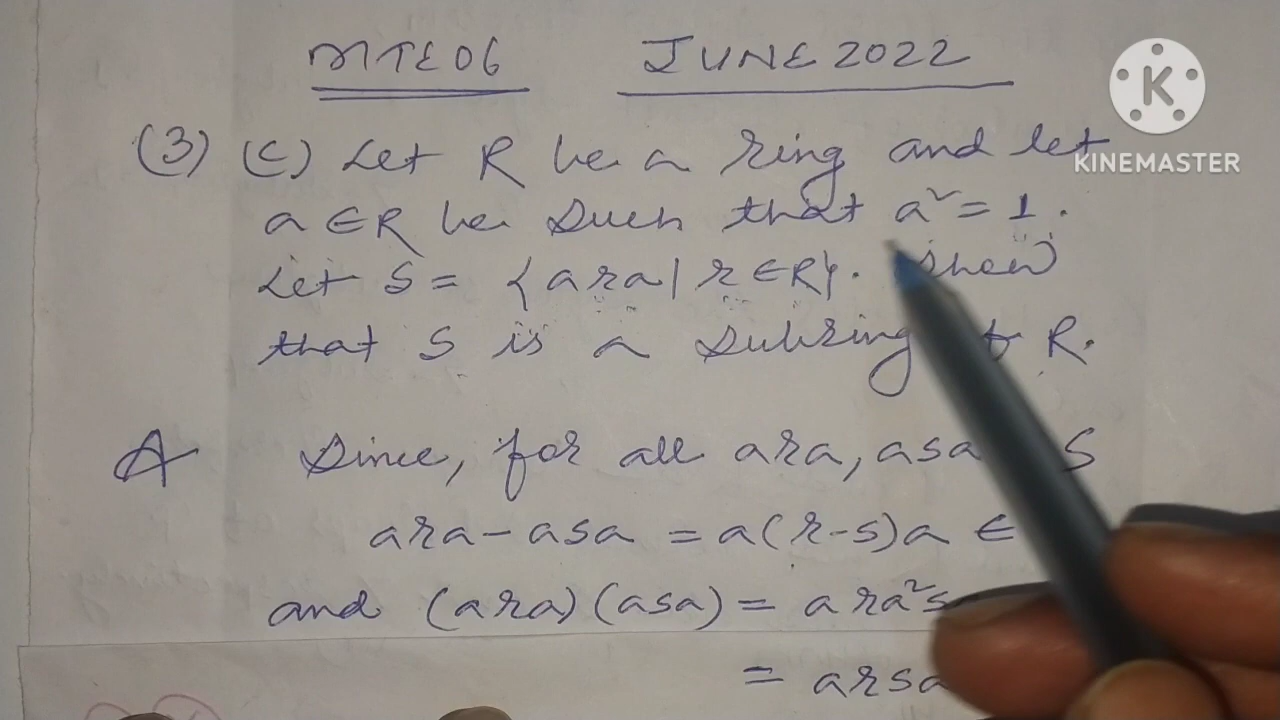 MTE06 JUNE 2022
K
KINEMASTER
(3) (C) Let R be a ring and let
a ∈ R be such that a² = 1.
Let S = {ara | r ∈ R}. Show
that S is a subring of R.
A Since, for all ara, asa S
ara - asa = a(r-s)a ∈
and (ara)(asa) = ara²s
= arsa